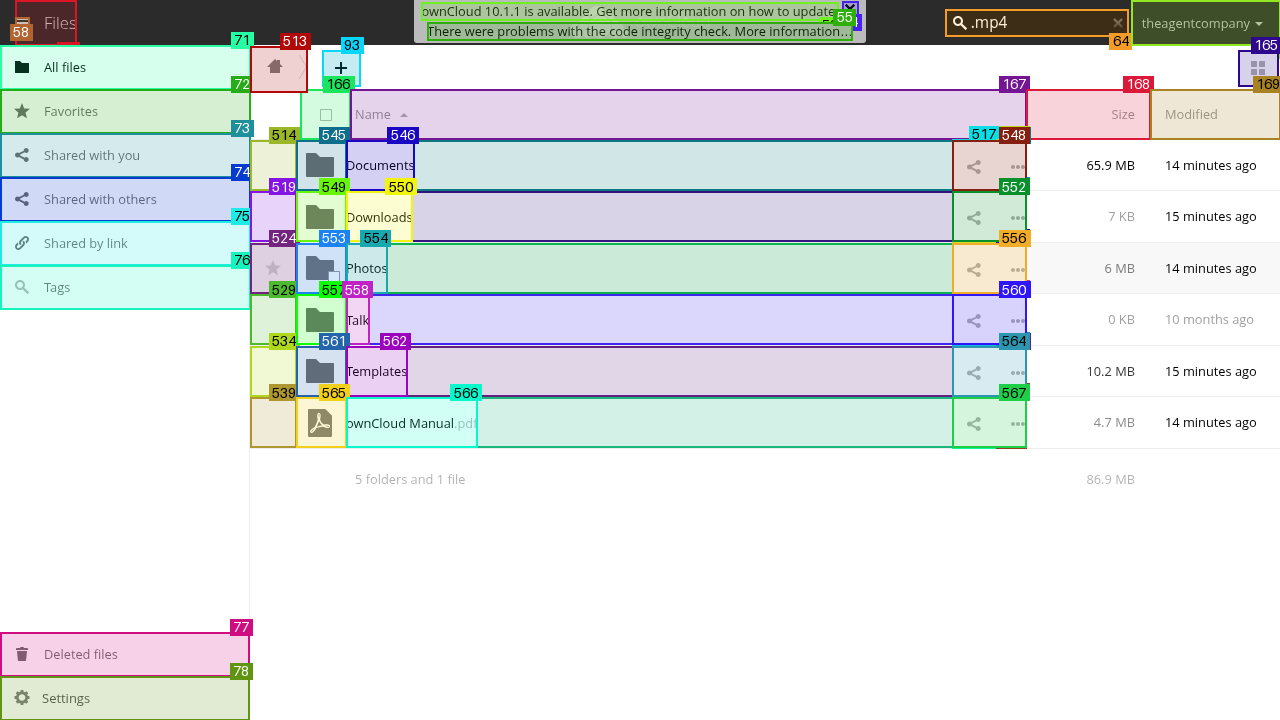 Files
58
ownCloud 10.1.1 is available. Get more information on how to update.
There were problems with the code integrity check. More information…
55
.mp4
64
theagentcompany
71
All files
72
Favorites
73
Shared with you
74
Shared with others
75
Shared by link
76
Tags
513
93
165
166
167
168
169
Name
Size
Modified
514
545
546
517
548
Documents
65.9 MB
14 minutes ago
519
549
550
552
Downloads
7 KB
15 minutes ago
524
553
554
556
Photos
6 MB
14 minutes ago
529
557
558
560
Talk
0 KB
10 months ago
534
561
562
564
Templates
10.2 MB
15 minutes ago
539
565
566
567
ownCloud Manual.pdf
4.7 MB
14 minutes ago
5 folders and 1 file
86.9 MB
77
Deleted files
78
Settings